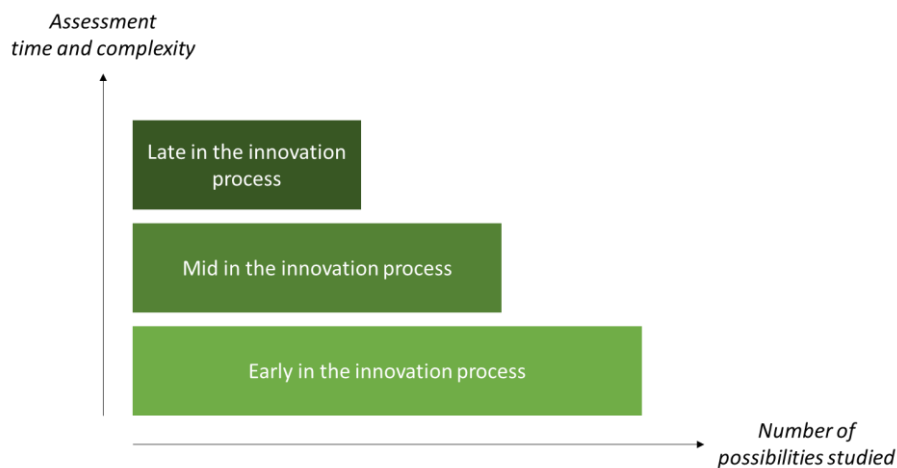 Assessment
time and complexity
Late in the innovation
process
Mid in the innovation process
Early in the innovation process
Number of
possibilities studied